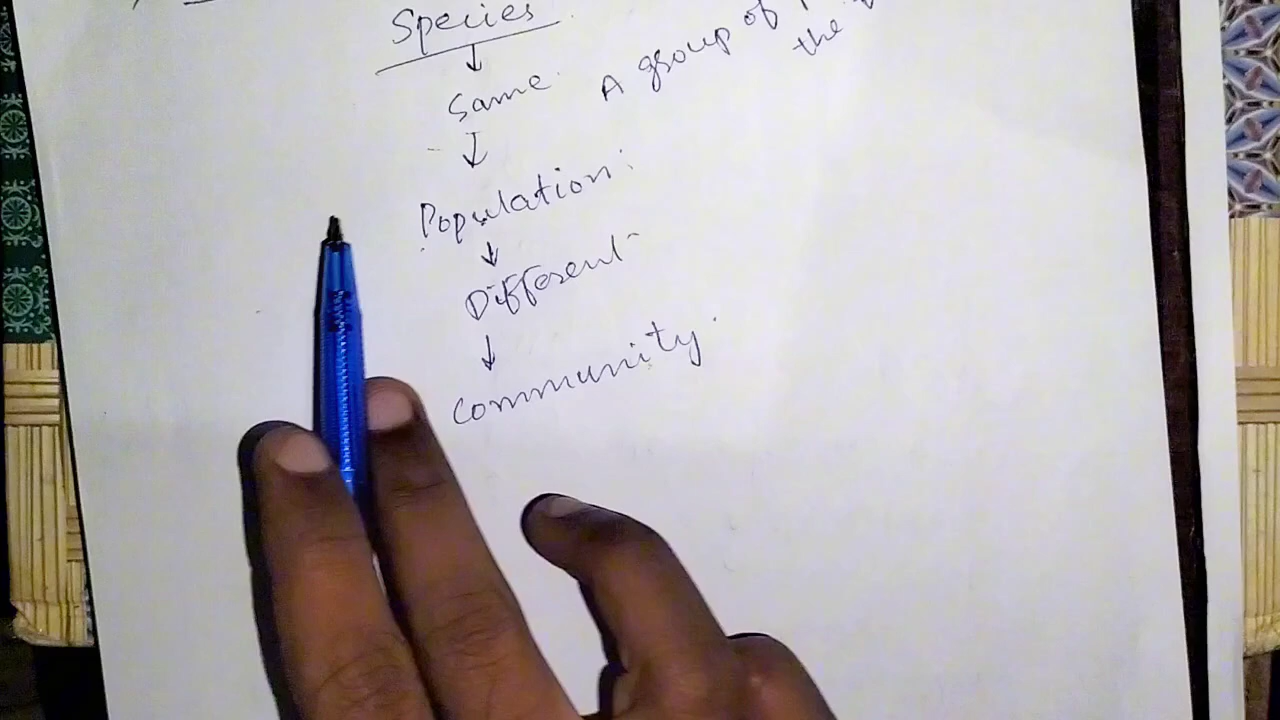 Species
↓
Same
A group of
the
↓
Population:
↓
Different
↓
Community.